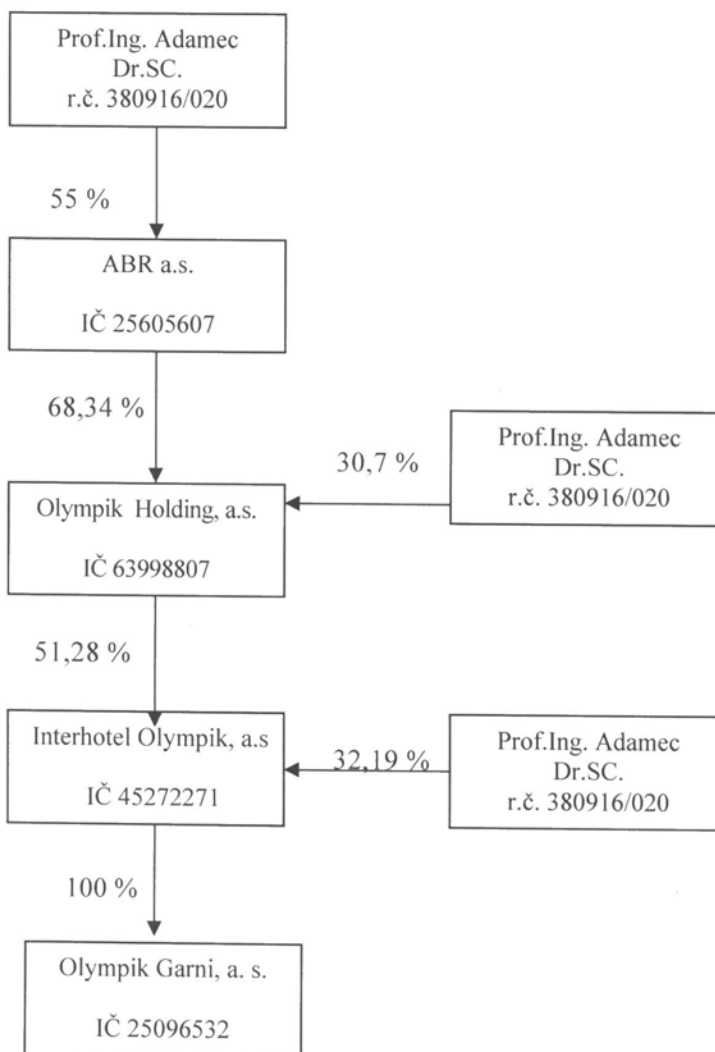 Prof.Ing. Adamec
Dr.SC.
r.č. 380916/020
55 %
ABR a.s.
IČ 25605607
68,34 %
30,7 %
Prof.Ing. Adamec
Dr.SC.
r.č. 380916/020
Olympik Holding, a.s.
IČ 63998807
51,28 %
Interhotel Olympik, a.s
IČ 45272271
32,19 %
Prof.Ing. Adamec
Dr.SC.
r.č. 380916/020
100 %
Olympik Garni, a. s.
IČ 25096532